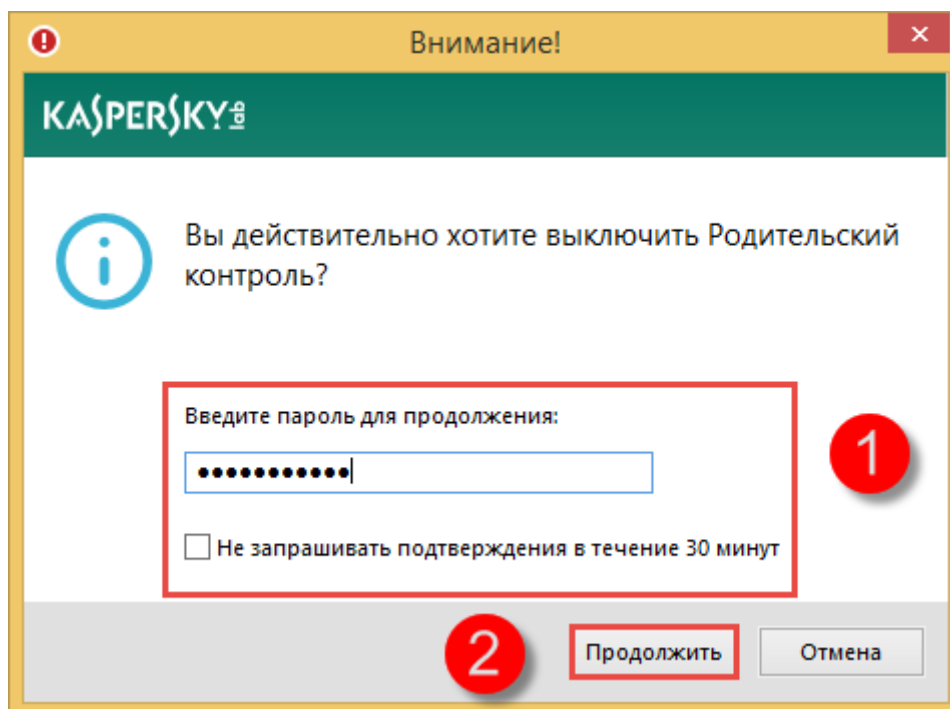 Внимание!
KASPERSKY lab
Вы действительно хотите выключить Родительский
контроль?
Введите пароль для продолжения:
●●●●●●●●●●●
1
Не запрашивать подтверждения в течение 30 минут
2
Продолжить
Отмена